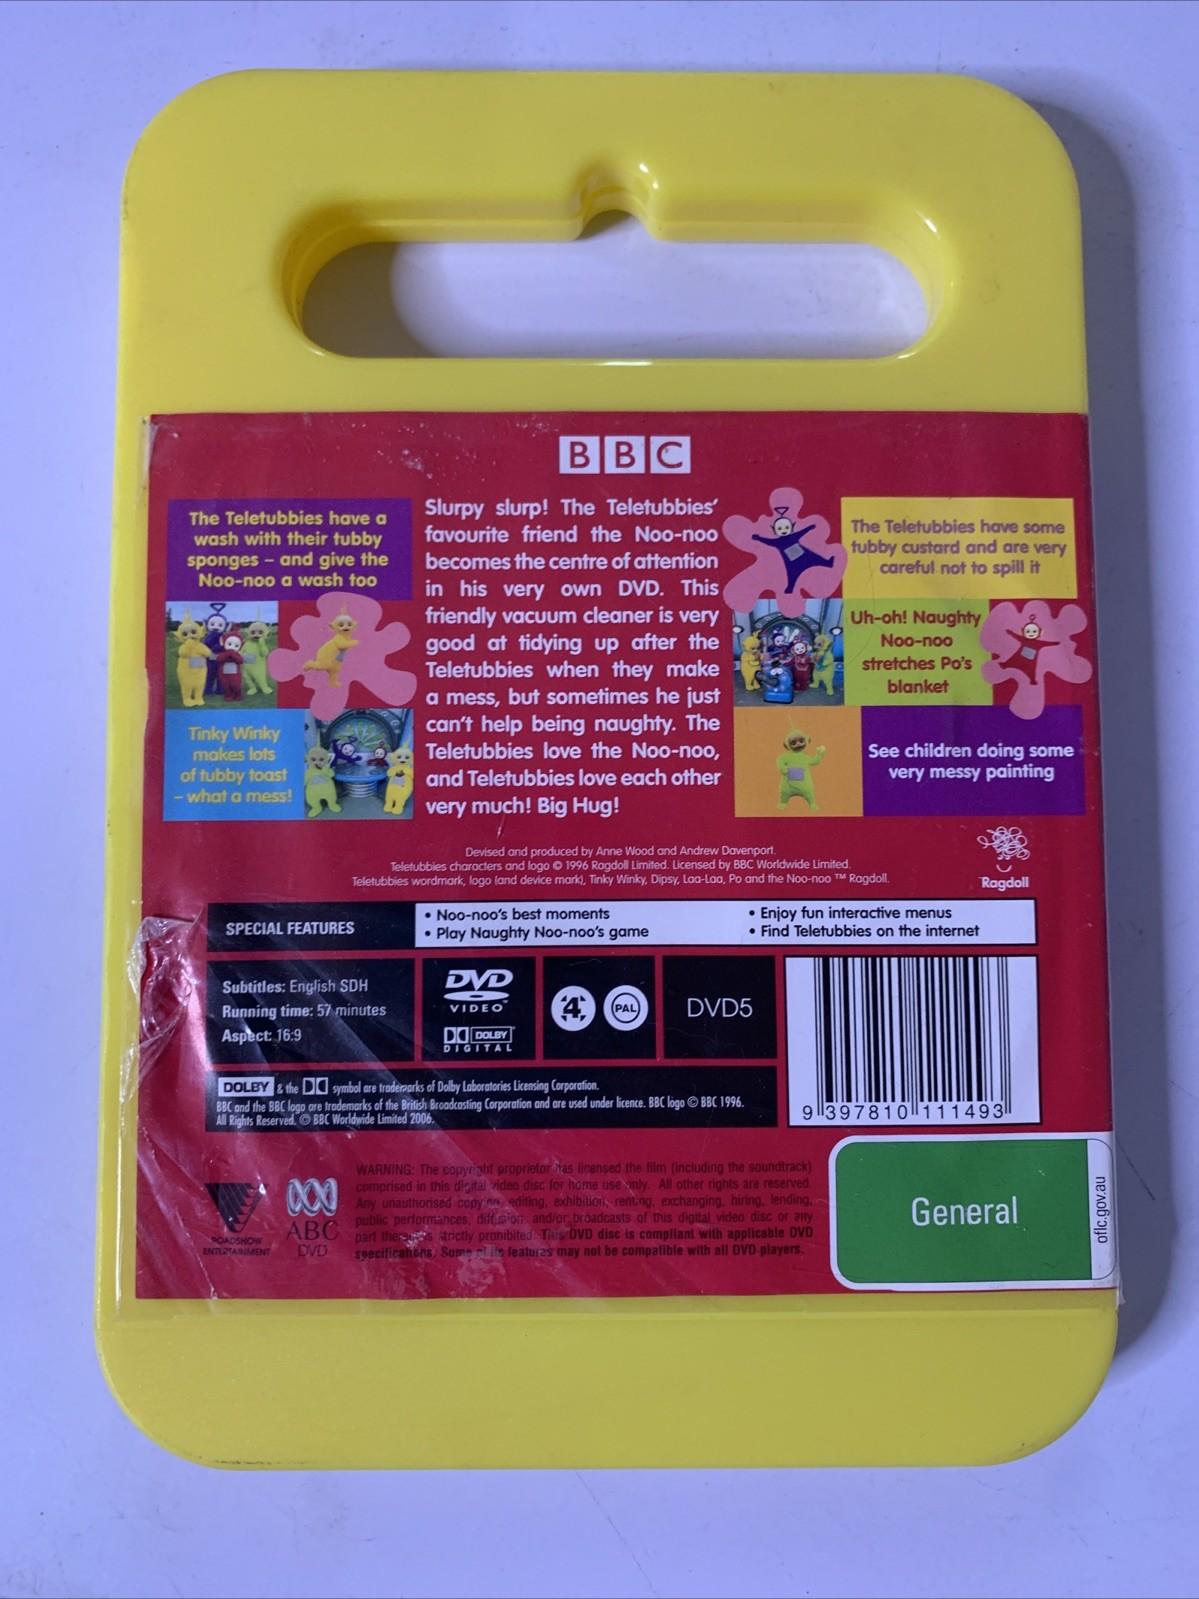 BBC
The Teletubbies have a
wash with their tubby
sponges – and give the
Noo-noo a wash too
Tinky Winky
makes lots
of tubby toast
– what a mess!
Slurpy slurp! The Teletubbies'
favourite friend the Noo-noo
becomes the centre of attention
in his very own DVD. This
friendly vacuum cleaner is very
good at tidying up after the
Teletubbies when they make
a mess, but sometimes he just
can't help being naughty. The
Teletubbies love the Noo-noo,
and Teletubbies love each other
very much! Big Hug!
The Teletubbies have some
tubby custard and are very
careful not to spill it
Uh-oh! Naughty
Noo-noo
stretches Po's
blanket
See children doing some
very messy painting
Devised and produced by Anne Wood and Andrew Davenport.
Teletubbies characters and logo © 1996 Ragdoll Limited. Licensed by BBC Worldwide Limited.
Teletubbies wordmark, logo (and device mark), Tinky Winky, Dipsy, Laa-Laa, Po and the Noo-noo ™ Ragdoll.
Ragdoll
SPECIAL FEATURES
• Noo-noo's best moments
• Play Naughty Noo-noo's game
• Enjoy fun interactive menus
• Find Teletubbies on the internet
Subtitles: English SDH
Running time: 57 minutes
Aspect: 16:9
DVD
VIDEO™
DOLBY
DIGITAL
4
PAL
DVD5
DOLBY & the symbol are trademarks of Dolby Laboratories Licensing Corporation.
BBC and the BBC logo are trademarks of the British Broadcasting Corporation and are used under licence. BBC logo © BBC 1996.
All Rights Reserved. © BBC Worldwide Limited 2006.
9 397810 111493
ROADSHOW
ENTERTAINMENT
ABC
DVD
WARNING: The copyright proprietor has licensed the film (including the soundtrack)
comprised in this digital video disc for home use only. All other rights are reserved.
Any unauthorised copying, editing, exhibition, renting, exchanging, hiring, lending,
public performances, diffusion and/or broadcasts of this digital video disc or any
part thereof is strictly prohibited. This DVD disc is compliant with applicable DVD
specifications. Some of its features may not be compatible with all DVD players.
General
oflc.gov.au